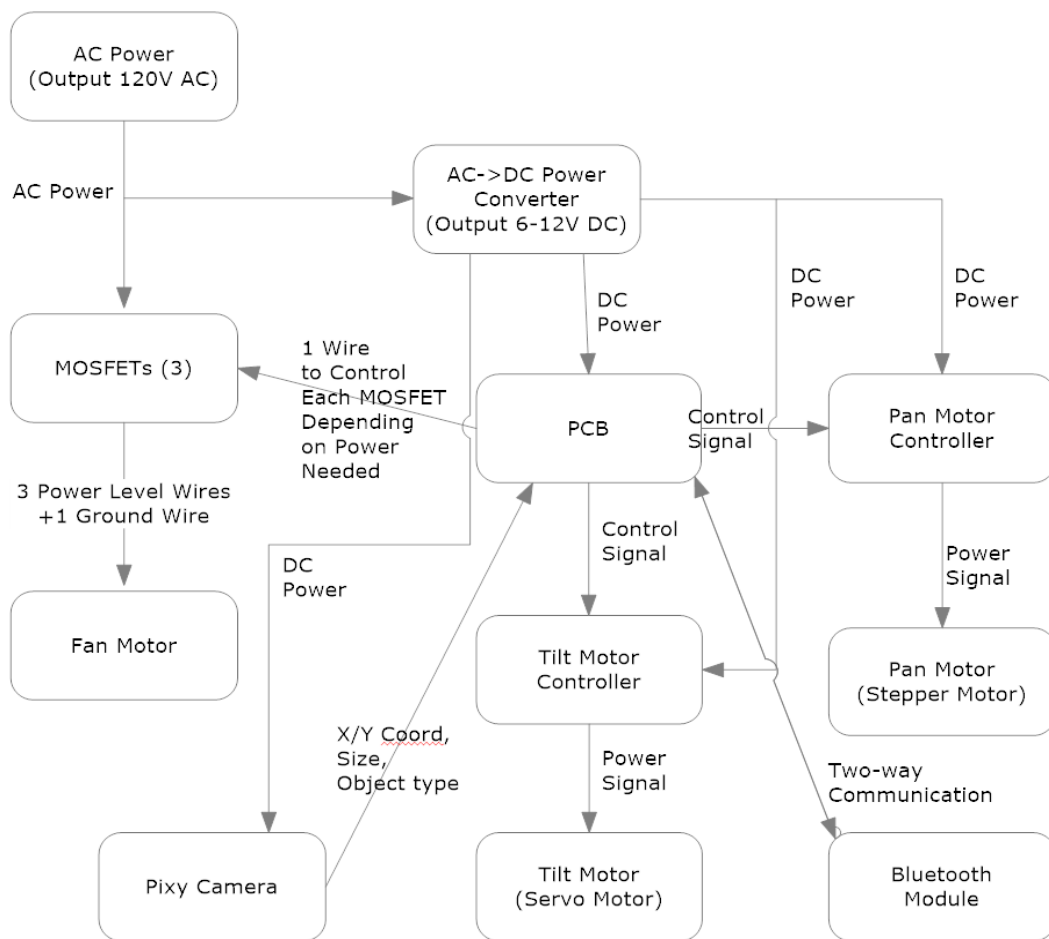 AC Power
(Output 120V AC)
AC Power
AC->DC Power
Converter
(Output 6-12V DC)
DC
Power
DC
Power
DC
Power
MOSFETs (3)
1 Wire
to Control
Each MOSFET
Depending
on Power
Needed
PCB
Control
Signal
Pan Motor
Controller
3 Power Level Wires
+1 Ground Wire
Control
Signal
Power
Signal
DC
Power
Fan Motor
Tilt Motor
Controller
Pan Motor
(Stepper Motor)
X/Y Coord,
Size,
Object type
Power
Signal
Two-way
Communication
Pixy Camera
Tilt Motor
(Servo Motor)
Bluetooth
Module